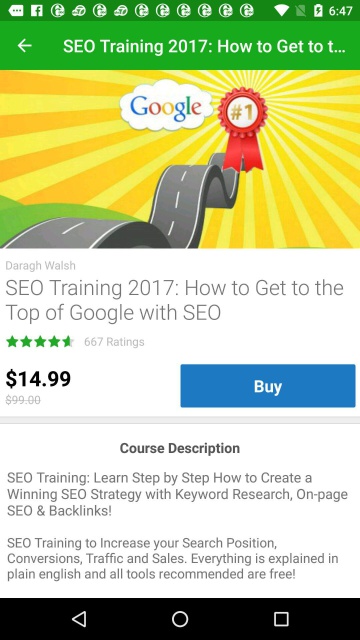 6:47
SEO Training 2017: How to Get to t...
Google
#1
Daragh Walsh
SEO Training 2017: How to Get to the
Top of Google with SEO
667 Ratings
$14.99
$99.00
Buy
Course Description
SEO Training: Learn Step by Step How to Create a
Winning SEO Strategy with Keyword Research, On-page
SEO & Backlinks!
SEO Training to Increase your Search Position,
Conversions, Traffic and Sales. Everything is explained in
plain english and all tools recommended are free!